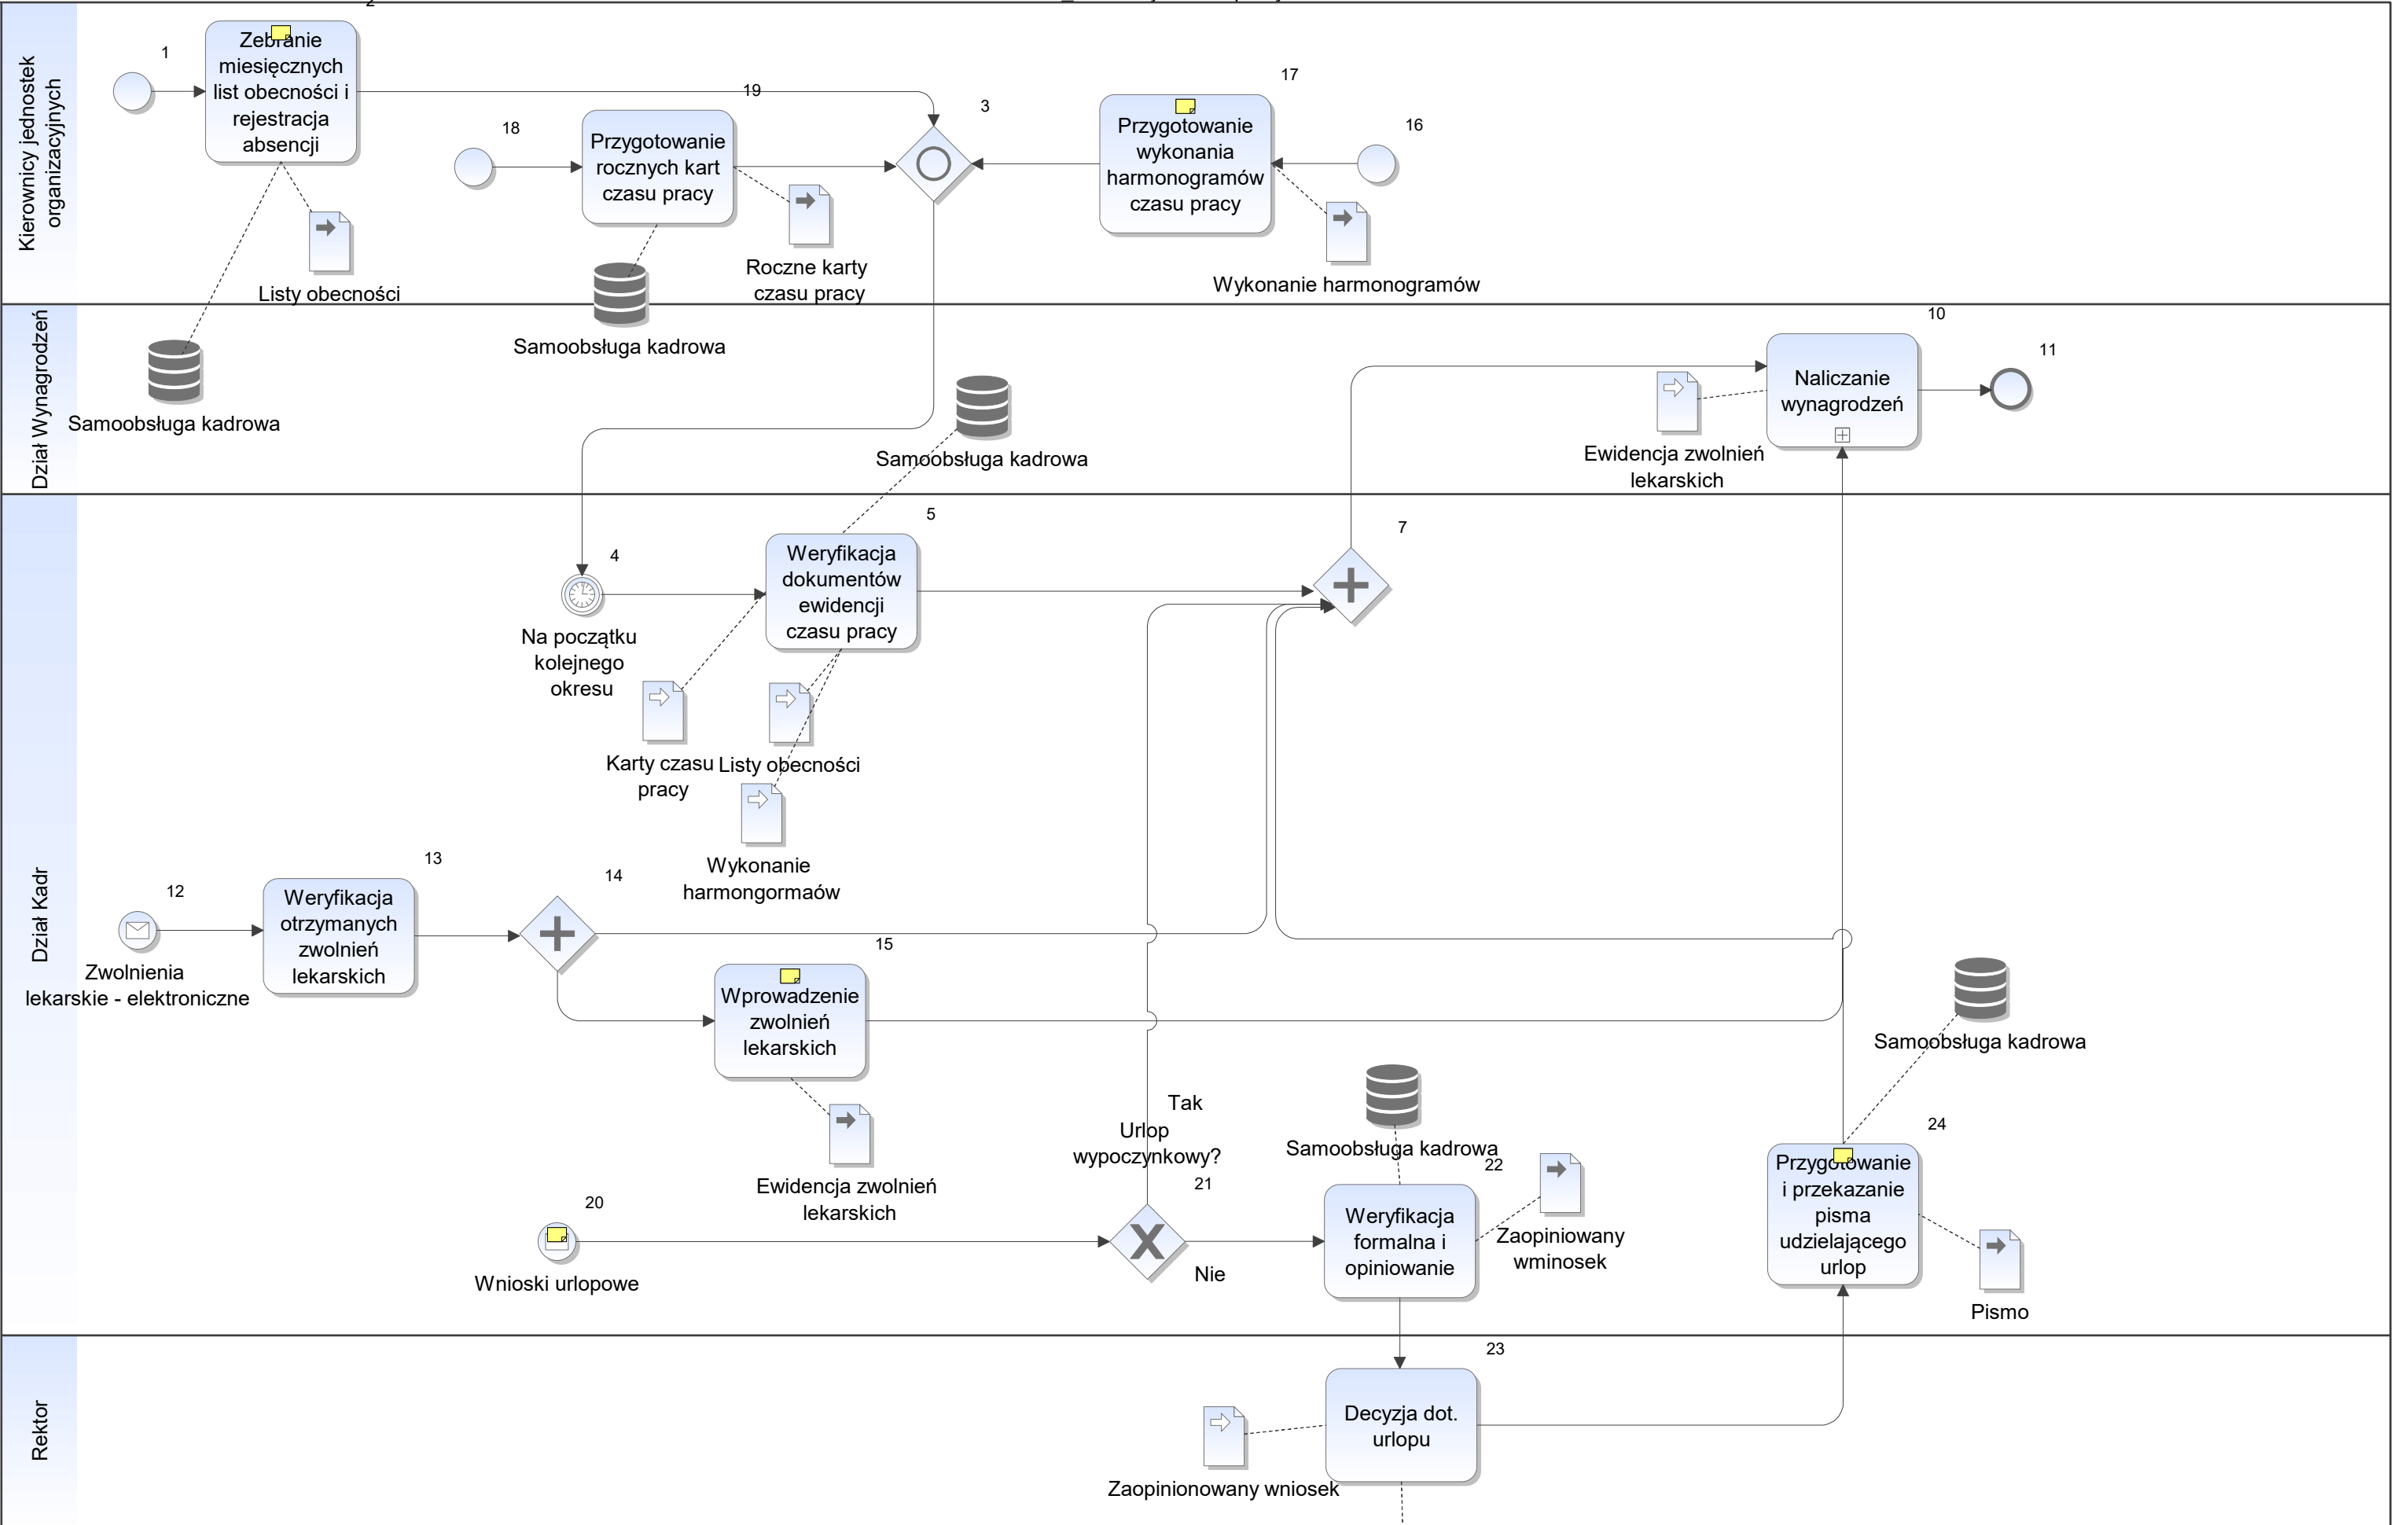 Kierownicy jednostek
organizacyjnych
1
2
Zebranie
miesięcznych
list obecności i
rejestracja
absencji
Listy obecności
18
19
Przygotowanie
rocznych kart
czasu pracy
Roczne karty
czasu pracy
3
17
Przygotowanie
wykonania
harmonogramów
czasu pracy
16
Wykonanie harmonogramów
Dział Wynagrodzeń
Samoobsługa kadrowa
Samoobsługa kadrowa
Samoobsługa kadrowa
10
Naliczanie
wynagrodzeń
11
Ewidencja zwolnień
lekarskich
Dział Kadr
4
Na początku
kolejnego
okresu
5
Weryfikacja
dokumentów
ewidencji
czasu pracy
7
Karty czasu
pracy
Listy obecności
Wykonanie
harmongormaów
12
Zwolnienia
lekarskie - elektroniczne
13
Weryfikacja
otrzymanych
zwolnień
lekarskich
14
15
Wprowadzenie
zwolnień
lekarskich
Ewidencja zwolnień
lekarskich
20
Wnioski urlopowe
Tak
Urlop
wypoczynkowy?
21
Nie
Samoobsługa kadrowa
22
Weryfikacja
formalna i
opiniowanie
Zaopiniowany
wminosek
Samoobsługa kadrowa
24
Przygotowanie
i przekazanie
pisma
udzielającego
urlop
Pismo
Rektor
23
Decyzja dot.
urlopu
Zaopinionowany wniosek